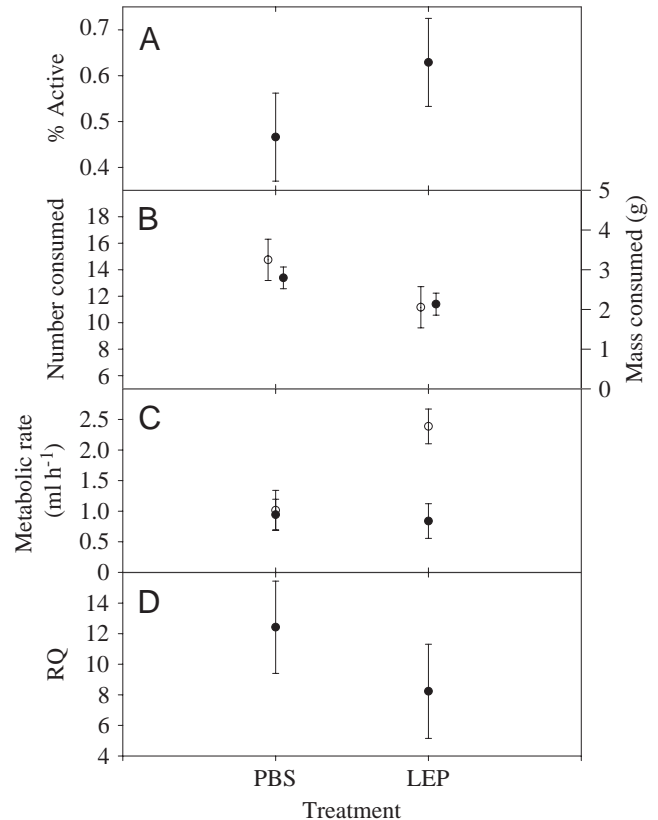 A
% Active
0.7
0.6
0.5
0.4
B
Number consumed
18
16
14
12
10
8
6
5
4
3
2
1
0
Mass consumed (g)
C
Metabolic rate
(ml h-1)
2.5
2.0
1.5
1.0
0.5
0
D
RQ
14
12
10
8
6
4
PBS LEP
Treatment